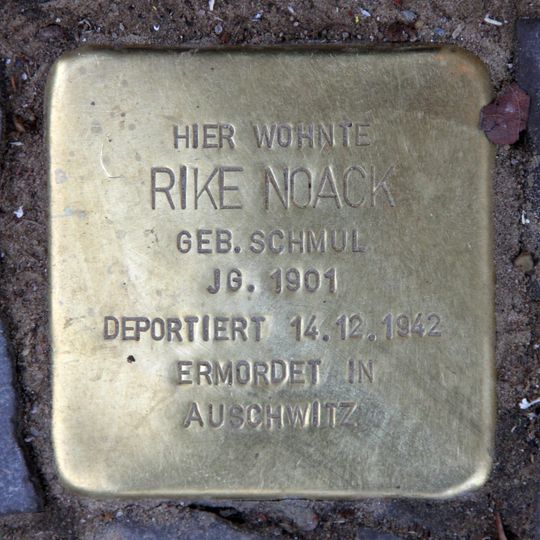 HIER WOHNTE
RIKE NOACK
GEB. SCHMUL
JG. 1901
DEPORTIERT 14.12.1942
ERMORDET IN
AUSCHWITZ